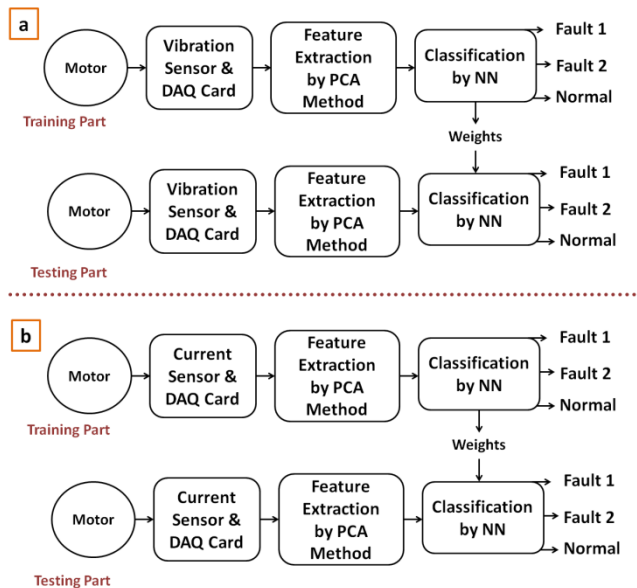 a
Motor
Training Part
Vibration
Sensor &
DAQ Card
Feature
Extraction
by PCA
Method
Classification
by NN
Fault 1
Fault 2
Normal
Weights
Motor
Testing Part
Vibration
Sensor &
DAQ Card
Feature
Extraction
by PCA
Method
Classification
by NN
Fault 1
Fault 2
Normal
b
Motor
Training Part
Current
Sensor &
DAQ Card
Feature
Extraction
by PCA
Method
Classification
by NN
Fault 1
Fault 2
Normal
Weights
Motor
Testing Part
Current
Sensor &
DAQ Card
Feature
Extraction
by PCA
Method
Classification
by NN
Fault 1
Fault 2
Normal